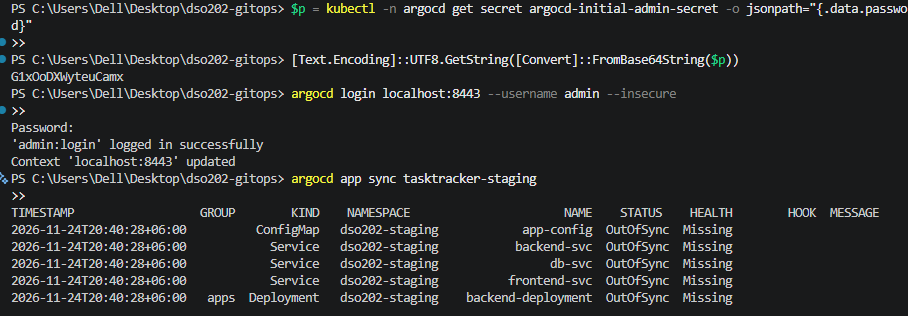 PS C:\Users\Dell\Desktop\dso202-gitops> $p = kubectl -n argocd get secret argocd-initial-admin-secret -o jsonpath="{.data.passwo
d}"
>>
PS C:\Users\Dell\Desktop\dso202-gitops> [Text.Encoding]::UTF8.GetString([Convert]::FromBase64String($p))
G1xOoDXWyteuCamx
PS C:\Users\Dell\Desktop\dso202-gitops> argocd login localhost:8443 --username admin --insecure
>>
Password:
'admin:login' logged in successfully
Context 'localhost:8443' updated
PS C:\Users\Dell\Desktop\dso202-gitops> argocd app sync tasktracker-staging
>>
TIMESTAMP GROUP KIND NAMESPACE NAME STATUS HEALTH HOOK MESSAGE
2026-11-24T20:40:28+06:00 ConfigMap dso202-staging app-config OutOfSync Missing
2026-11-24T20:40:28+06:00 Service dso202-staging backend-svc OutOfSync Missing
2026-11-24T20:40:28+06:00 Service dso202-staging db-svc OutOfSync Missing
2026-11-24T20:40:28+06:00 Service dso202-staging frontend-svc OutOfSync Missing
2026-11-24T20:40:28+06:00 apps Deployment dso202-staging backend-deployment OutOfSync Missing